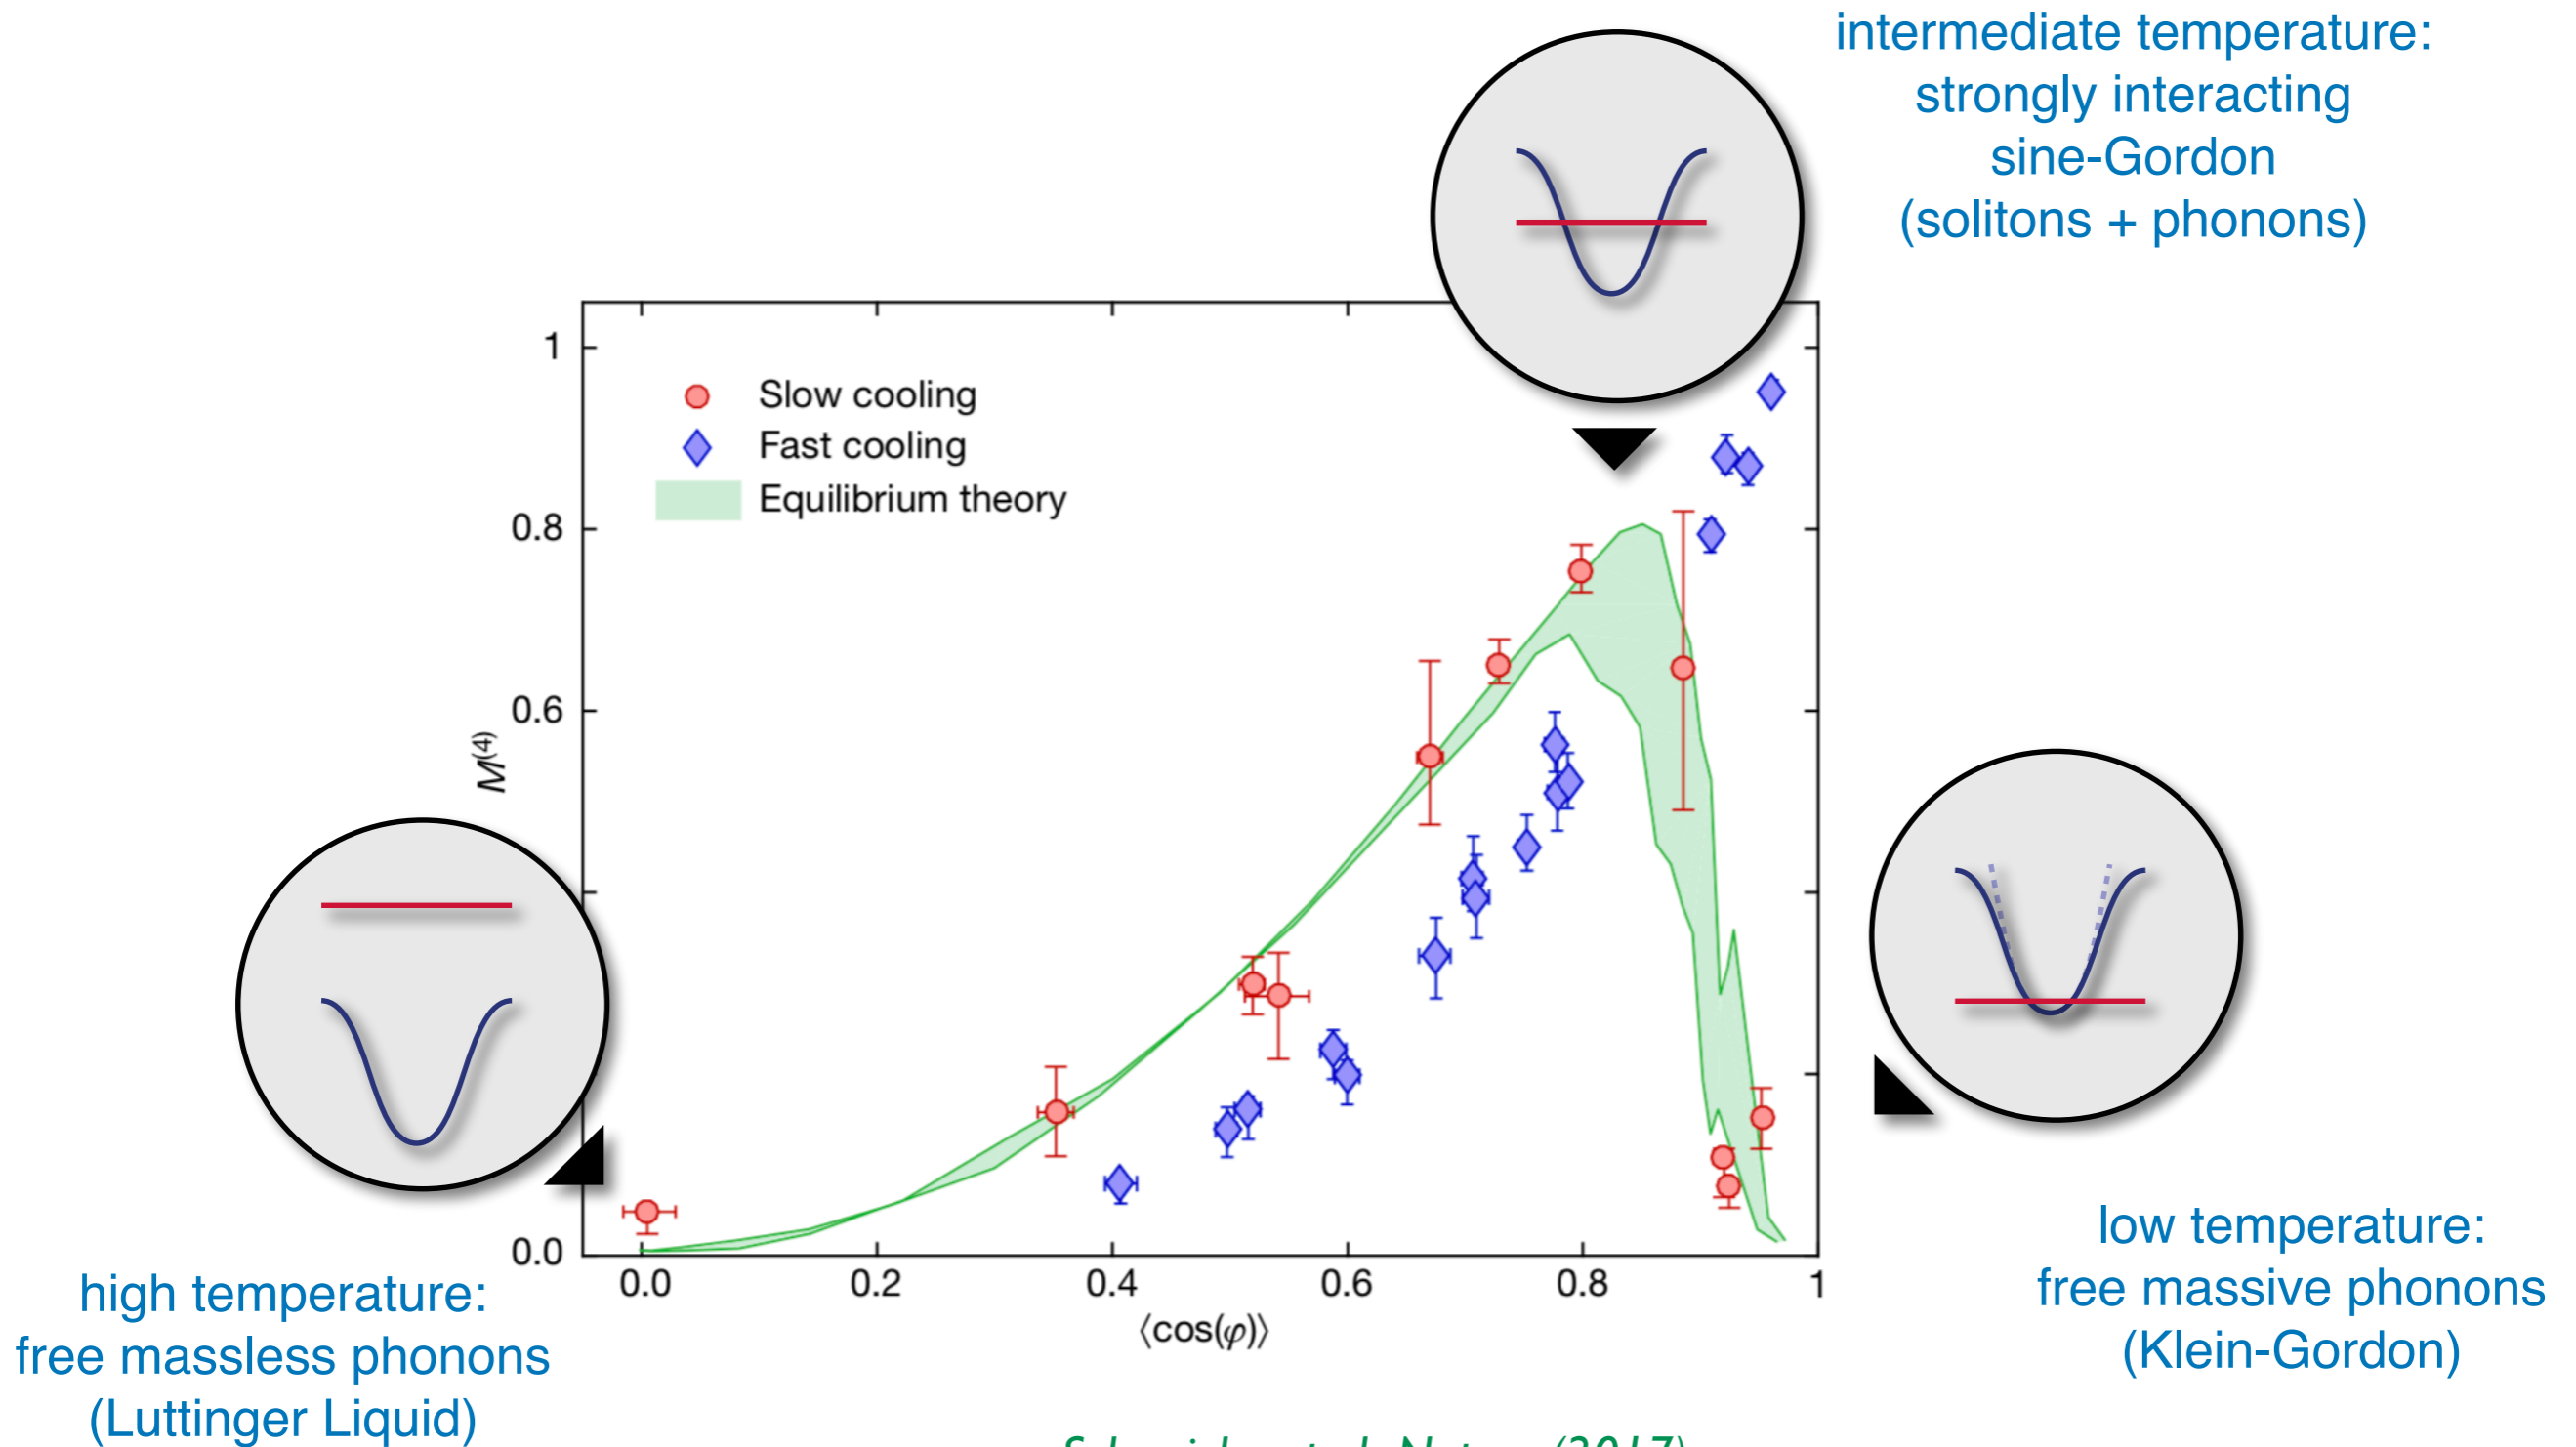 intermediate temperature:
strongly interacting
sine-Gordon
(solitons + phonons)
1
Slow cooling
Fast cooling
Equilibrium theory
0.8
0.6
M(4)
0.0
0.0 0.2 0.4 0.6 0.8 1
⟨cos(φ)⟩
high temperature:
free massless phonons
(Luttinger Liquid)
low temperature:
free massive phonons
(Klein-Gordon)